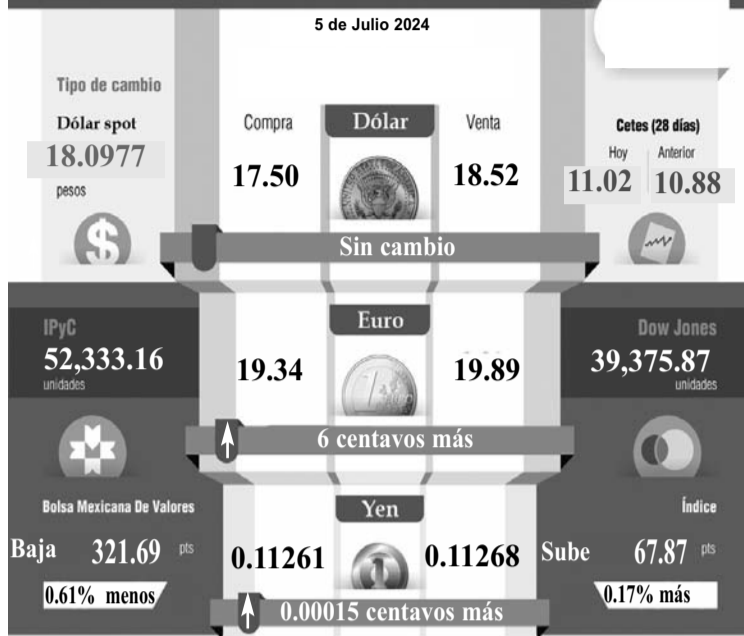 5 de Julio 2024
Tipo de cambio
Dólar spot
18.0977
pesos
Compra
Dólar
Venta
17.50
18.52
Sin cambio
Cetes (28 días)
Hoy
Anterior
11.02
10.88
IPyC
52,333.16
unidades
Euro
19.34
19.89
6 centavos más
Dow Jones
39,375.87
unidades
Bolsa Mexicana De Valores
Baja 321.69 pts
0.61% menos
Yen
0.11261
0.11268
0.00015 centavos más
Índice
Sube 67.87 pts
0.17% más